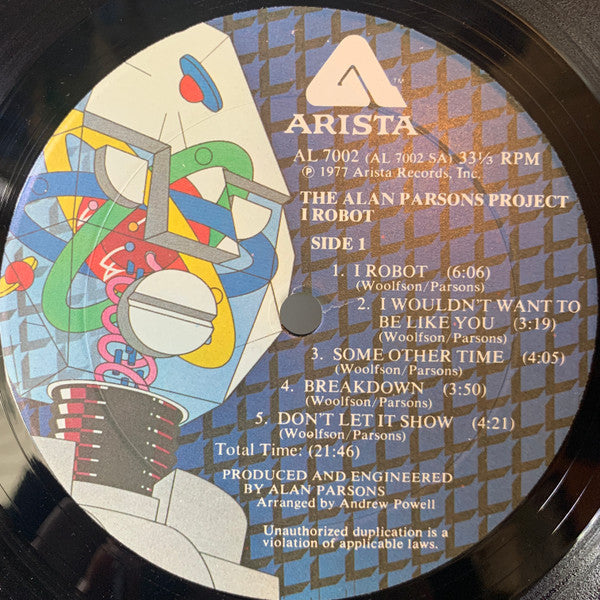 ARISTA™
AL 7002 (AL 7002 SA) 33⅓ RPM
℗ 1977 Arista Records, Inc.
THE ALAN PARSONS PROJECT
I ROBOT
SIDE 1
1. I ROBOT (6:06)
(Woolfson/Parsons)
2. I WOULDN'T WANT TO
BE LIKE YOU (3:19)
(Woolfson/Parsons)
3. SOME OTHER TIME (4:05)
(Woolfson/Parsons)
4. BREAKDOWN (3:50)
(Woolfson/Parsons)
5. DON'T LET IT SHOW (4:21)
(Woolfson/Parsons)
Total Time: (21:46)
PRODUCED AND ENGINEERED
BY ALAN PARSONS
Arranged by Andrew Powell
Unauthorized duplication is a
violation of applicable laws.